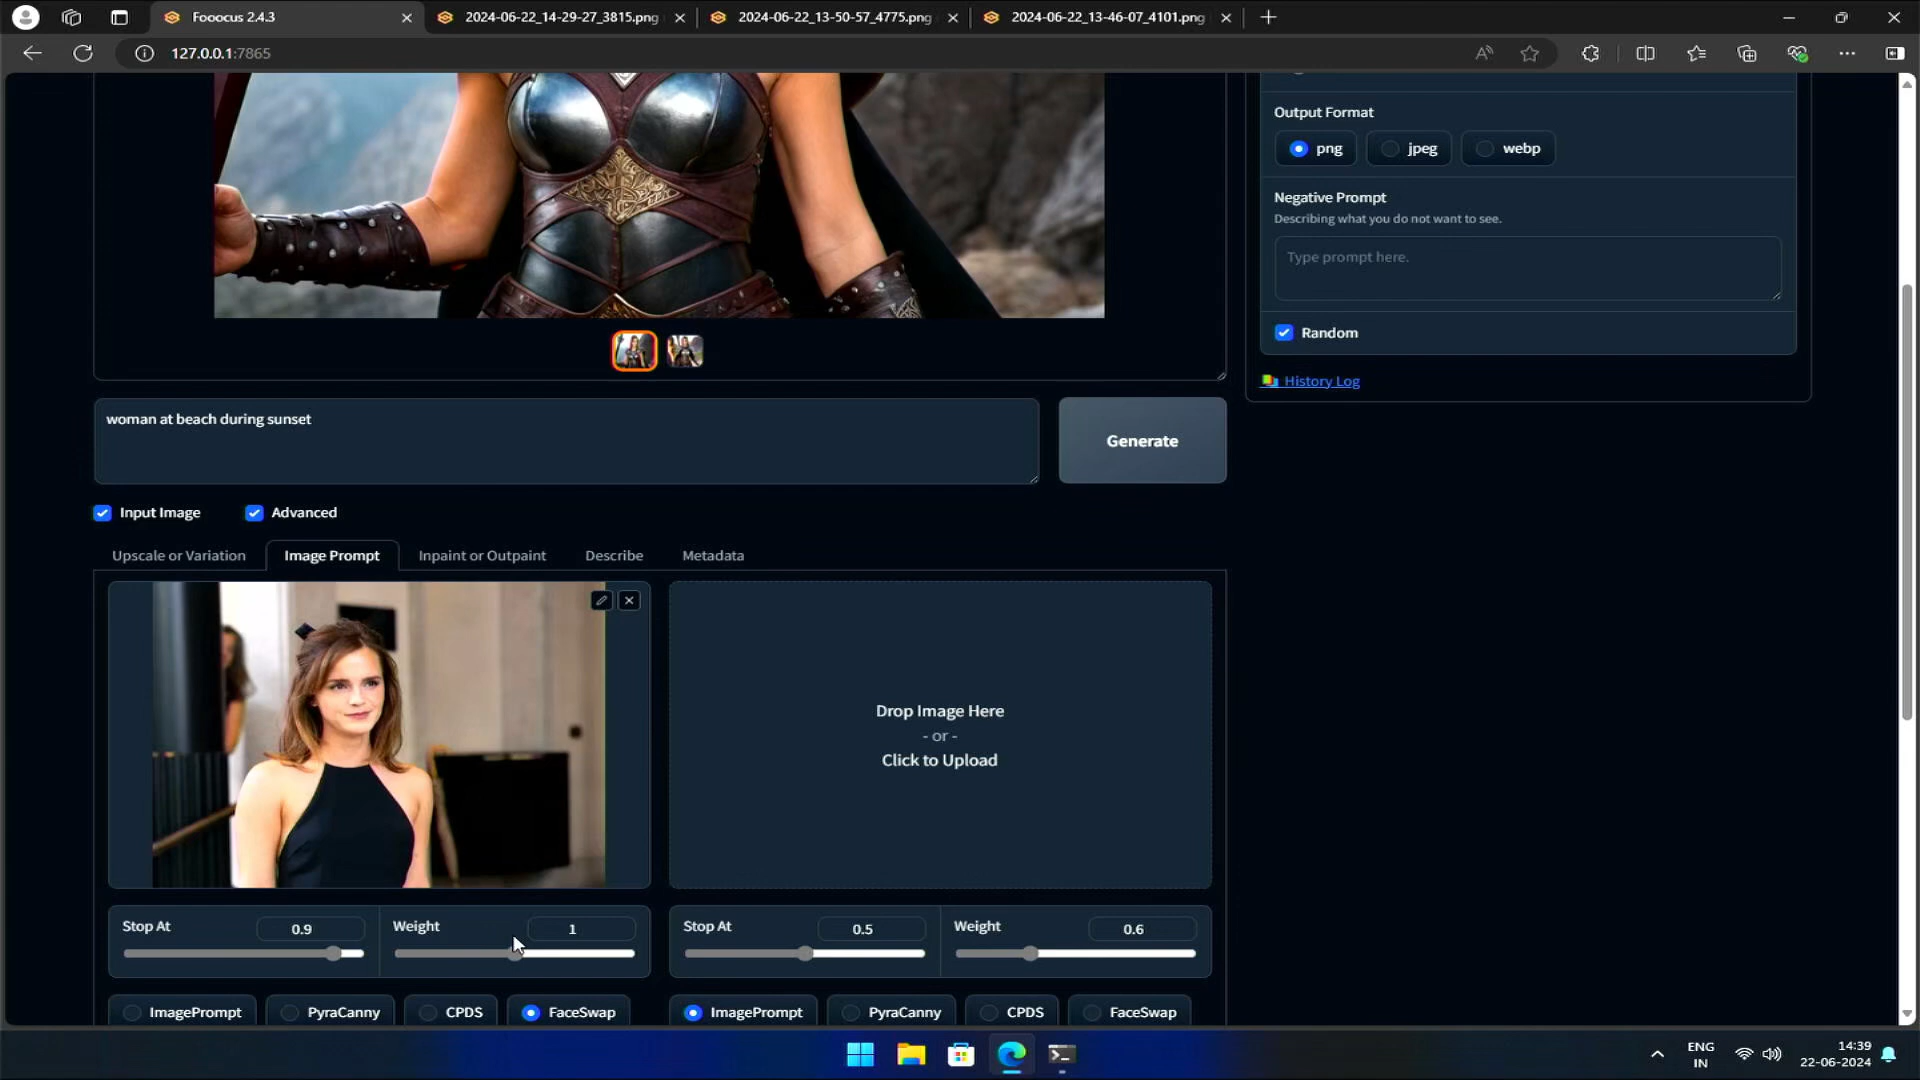 Fooocus 2.4.3
2024-06-22_14-29-27_3815.png
2024-06-22_13-50-57_4775.png
2024-06-22_13-46-07_4101.png
127.0.0.1:7865
Output Format
png
jpeg
webp
Negative Prompt
Describing what you do not want to see.
Type prompt here.
Random
History Log
woman at beach during sunset
Generate
Input Image
Advanced
Upscale or Variation
Image Prompt
Inpaint or Outpaint
Describe
Metadata
Drop Image Here
- or -
Click to Upload
Stop At
0.9
Weight
1
Stop At
0.5
Weight
0.6
ImagePrompt
PyraCanny
CPDS
FaceSwap
ImagePrompt
PyraCanny
CPDS
FaceSwap
ENG
IN
14:39
22-06-2024